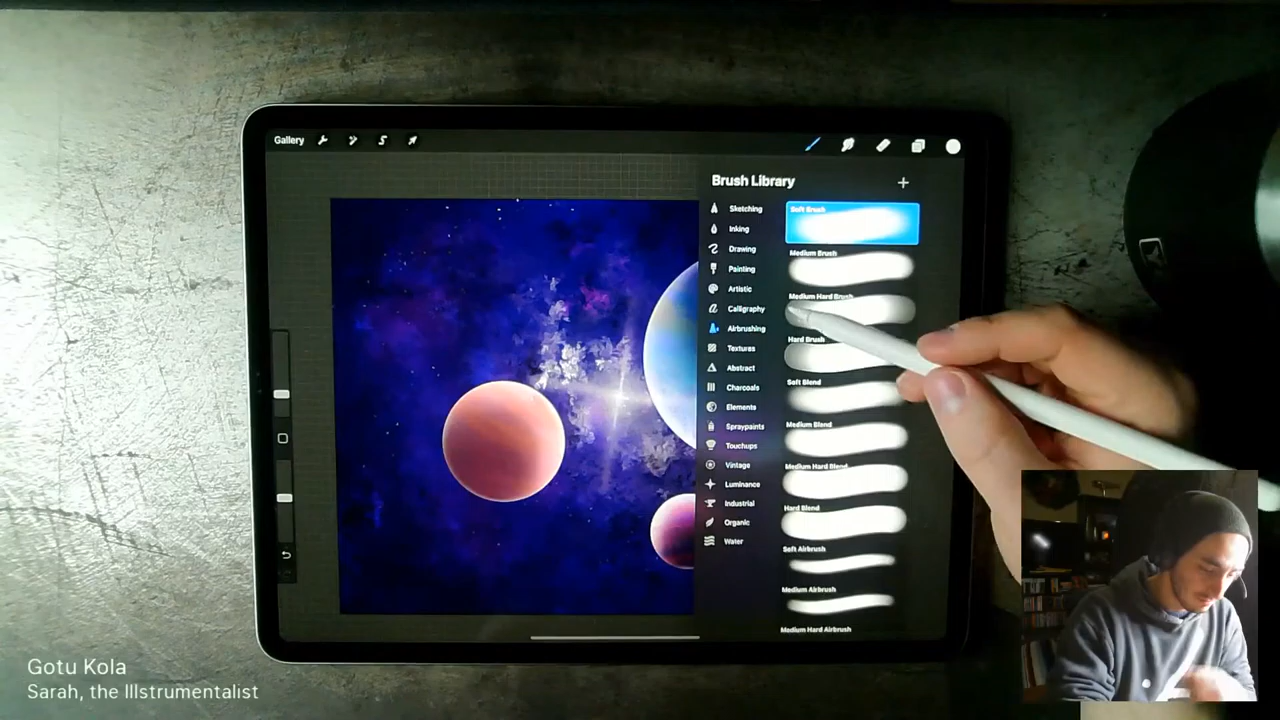 Gallery
Brush Library
Sketching
Inking
Drawing
Painting
Artistic
Calligraphy
Airbrushing
Textures
Abstract
Charcoals
Elements
Spraypaints
Touchups
Vintage
Luminance
Industrial
Organic
Water
Soft Brush
Medium Brush
Medium Hard Brush
Hard Brush
Soft Blend
Medium Blend
Medium Hard Blend
Hard Blend
Soft Airbrush
Medium Airbrush
Medium Hard Airbrush
Gotu Kola
Sarah, the Illstrumentalist